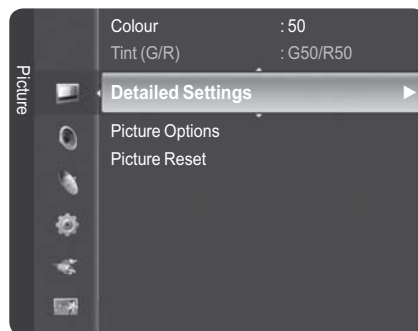 Picture
Colour : 50
Tint (G/R) : G50/R50
Detailed Settings
Picture Options
Picture Reset